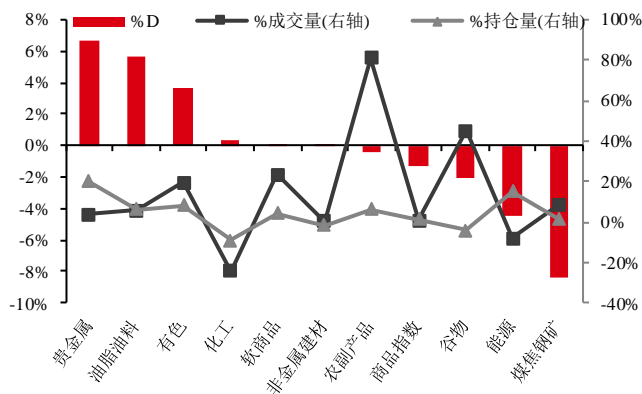 %D
%成交量(右轴)
%持仓量(右轴)
8%
6%
4%
2%
0%
-2%
-4%
-6%
-8%
-10%
100%
80%
60%
40%
20%
0%
-20%
-40%
贵金属
油脂油料
有色
化工
软商品
非金属建材
农副产品
商品指数
谷物
能源
煤焦钢矿